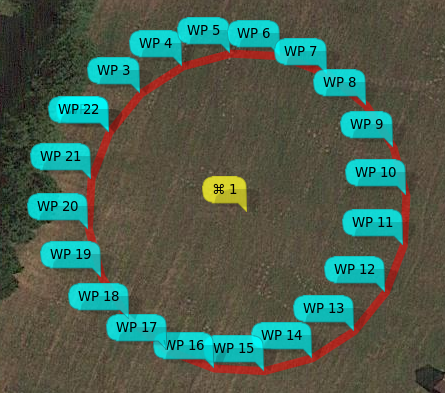 WP 5
WP 6
WP 4
WP 7
WP 3
WP 8
WP 22
WP 9
WP 21
WP 10
⌘ 1
WP 20
WP 11
WP 19
WP 12
WP 18
WP 13
WP 17
WP 14
WP 16
WP 15